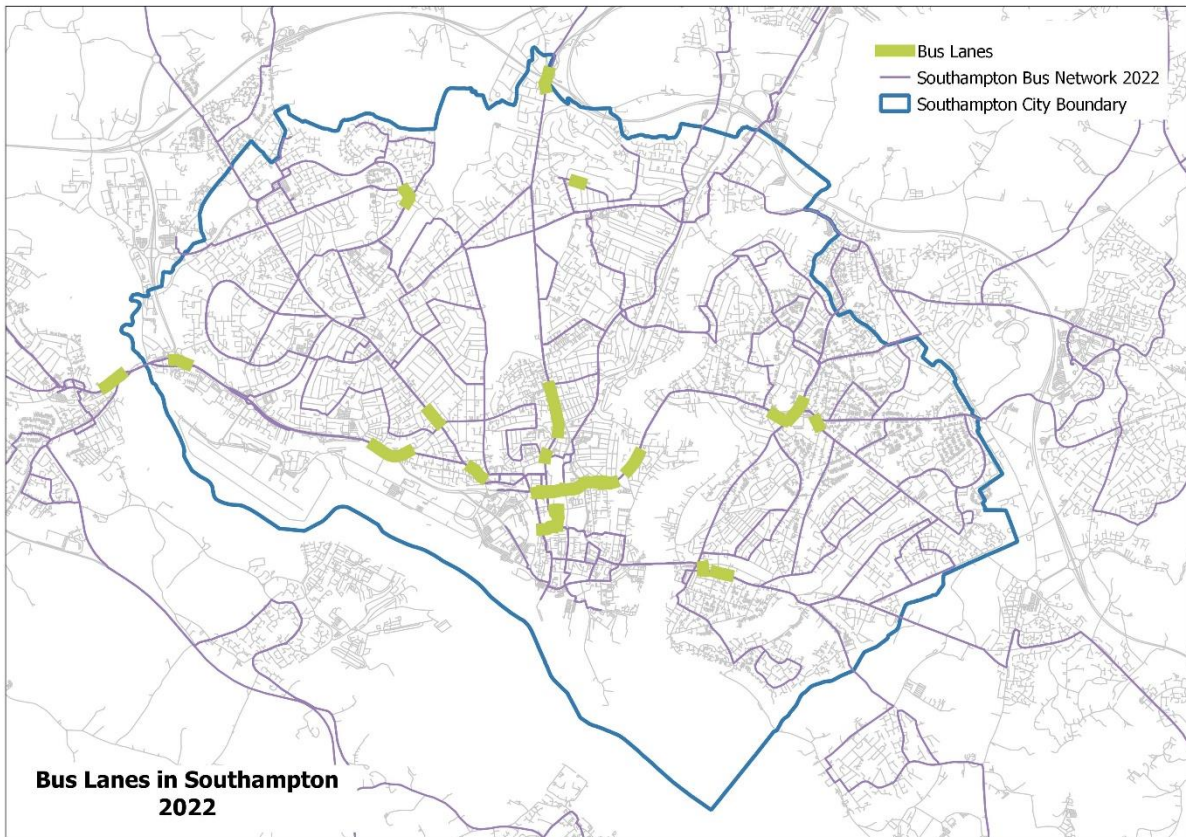 Bus Lanes
Southampton Bus Network 2022
Southampton City Boundary
Bus Lanes in Southampton
2022